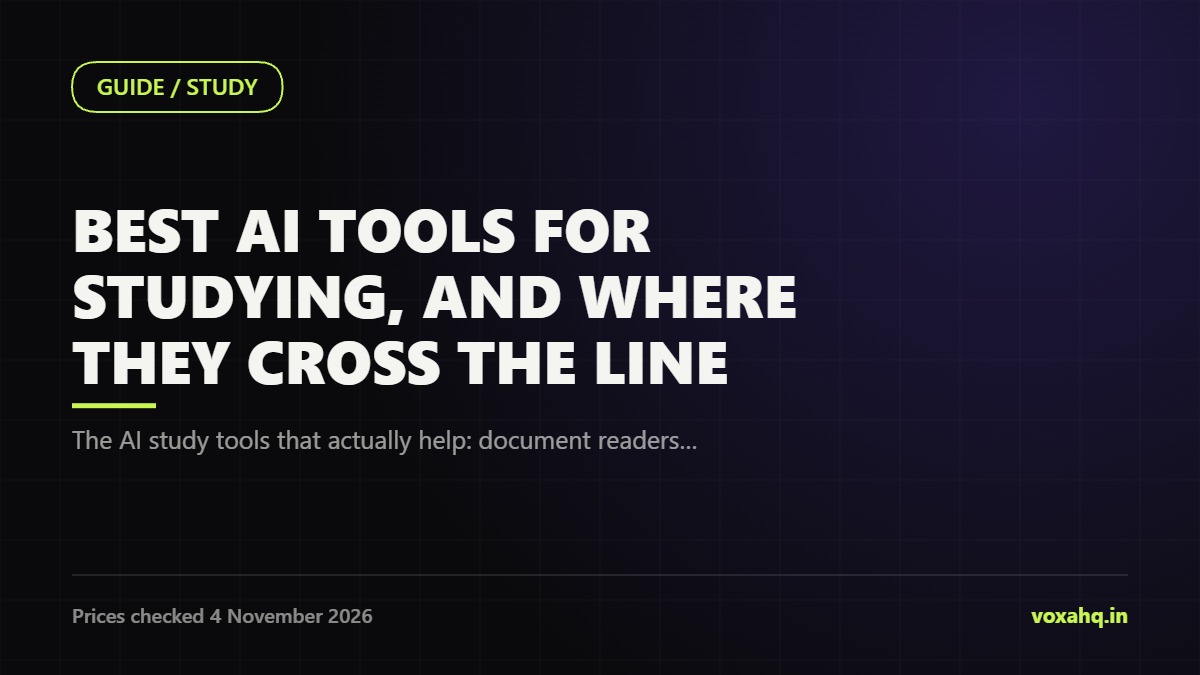 GUIDE / STUDY
BEST AI TOOLS FOR
STUDYING, AND WHERE
THEY CROSS THE LINE
The AI study tools that actually help: document readers...
Prices checked 4 November 2026
voxahq.in